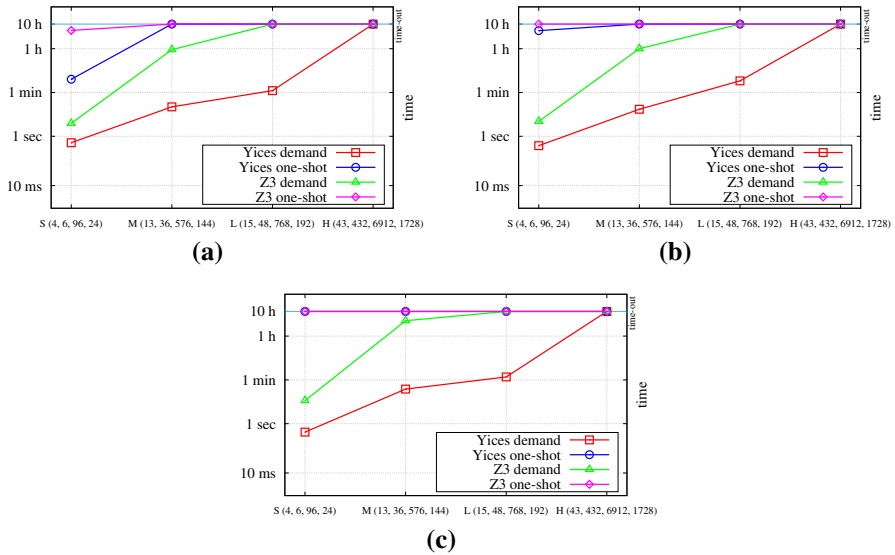 10 h
1 h
1 min
1 sec
10 ms
time-out
time
Yices demand
Yices one-shot
Z3 demand
Z3 one-shot
S (4, 6, 96, 24)
M (13, 36, 576, 144)
L (15, 48, 768, 192)
H (43, 432, 6912, 1728)
(a)
10 h
1 h
1 min
1 sec
10 ms
time-out
time
Yices demand
Yices one-shot
Z3 demand
Z3 one-shot
S (4, 6, 96, 24)
M (13, 36, 576, 144)
L (15, 48, 768, 192)
H (43, 432, 6912, 1728)
(b)
10 h
1 h
1 min
1 sec
10 ms
time-out
time
Yices demand
Yices one-shot
Z3 demand
Z3 one-shot
S (4, 6, 96, 24)
M (13, 36, 576, 144)
L (15, 48, 768, 192)
H (43, 432, 6912, 1728)
(c)